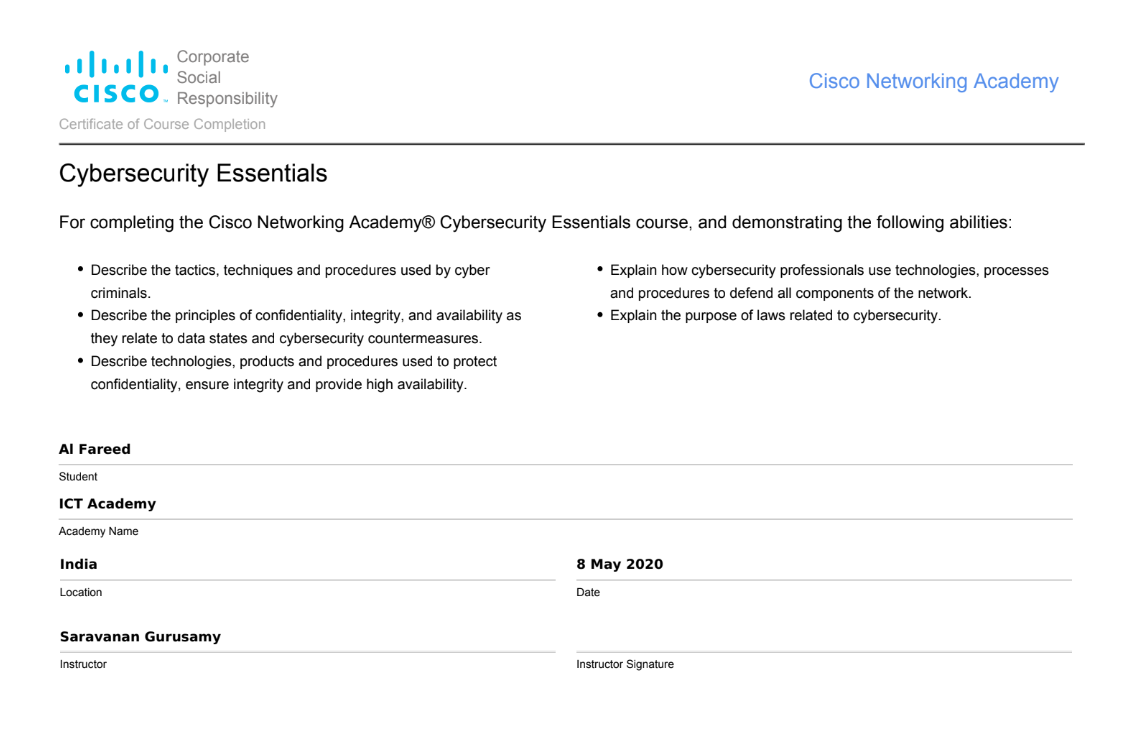 Corporate
Social
CISCO™ Responsibility
Cisco Networking Academy
Certificate of Course Completion
Cybersecurity Essentials
For completing the Cisco Networking Academy® Cybersecurity Essentials course, and demonstrating the following abilities:
• Describe the tactics, techniques and procedures used by cyber
criminals.
• Describe the principles of confidentiality, integrity, and availability as
they relate to data states and cybersecurity countermeasures.
• Describe technologies, products and procedures used to protect
confidentiality, ensure integrity and provide high availability.
• Explain how cybersecurity professionals use technologies, processes
and procedures to defend all components of the network.
• Explain the purpose of laws related to cybersecurity.
Al Fareed
Student
ICT Academy
Academy Name
India
Location
8 May 2020
Date
Saravanan Gurusamy
Instructor
Instructor Signature